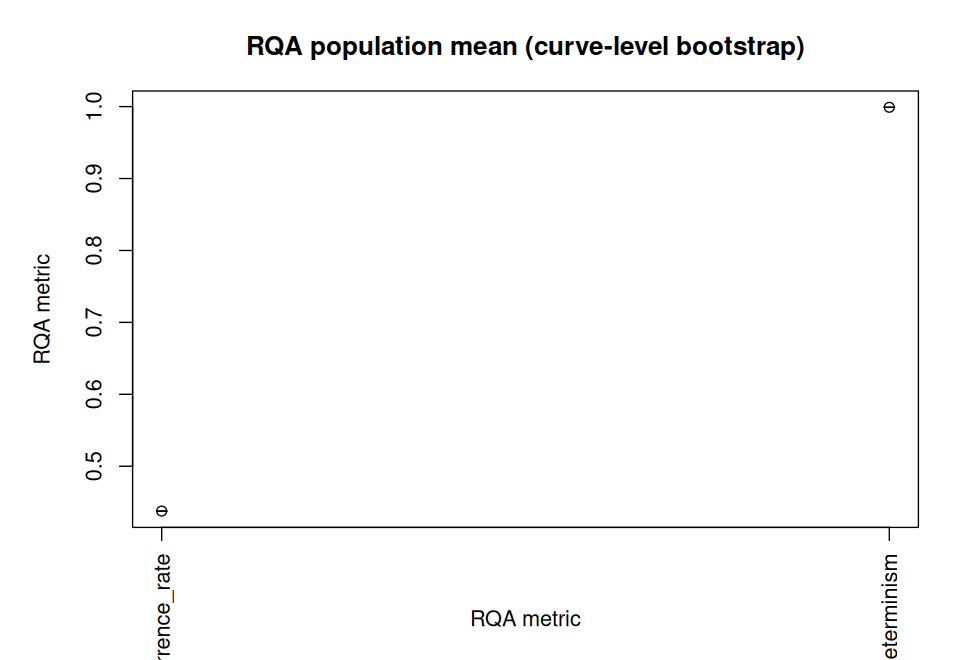 RQA population mean (curve-level bootstrap)
RQA metric
1.0
0.9
0.8
0.7
0.6
0.5
rrence_rate
eterminism
RQA metric